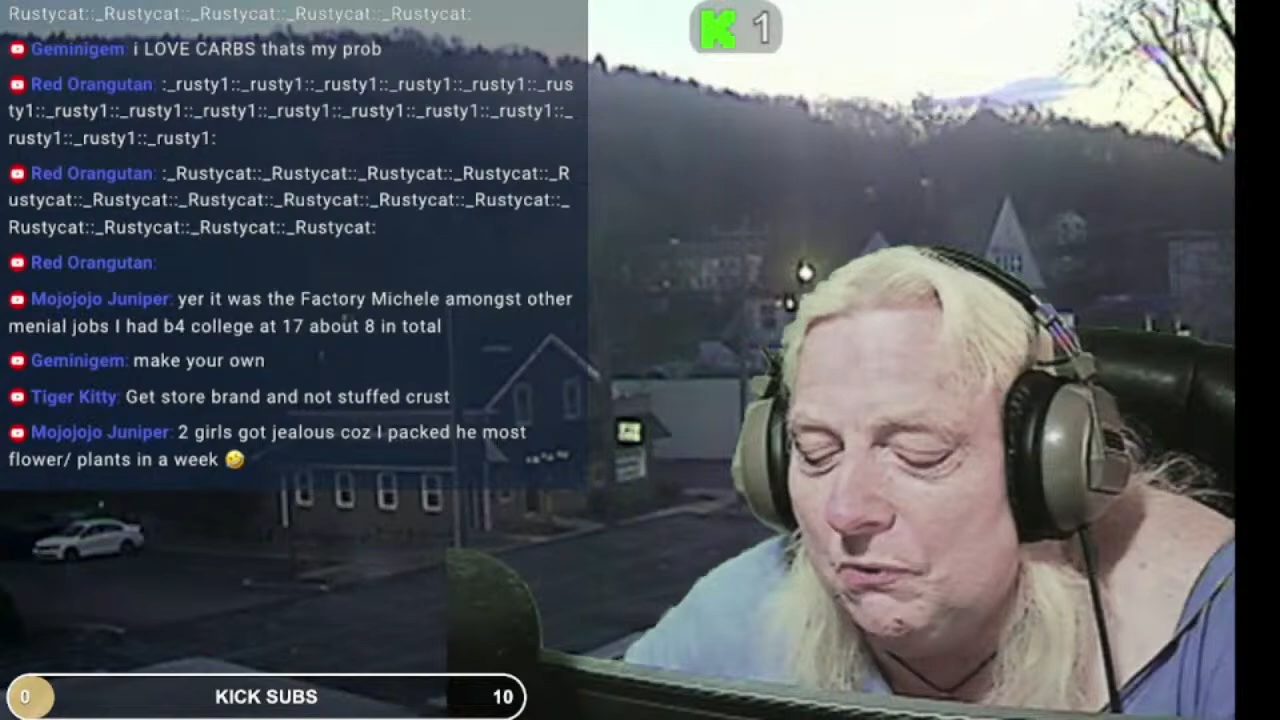 Rustycat::_Rustycat::_Rustycat::_Rustycat::_Rustycat:
Geminigem: i LOVE CARBS thats my prob
Red Orangutan: :_rusty1::_rusty1::_rusty1::_rusty1::_rusty1::_rus
ty1::_rusty1::_rusty1::_rusty1::_rusty1::_rusty1::_rusty1::_
rusty1::_rusty1::_rusty1:
Red Orangutan: :_Rustycat::_Rustycat::_Rustycat::_Rustycat::_R
ustycat::_Rustycat::_Rustycat::_Rustycat::_Rustycat::_Rustycat::_
Rustycat::_Rustycat::_Rustycat::_Rustycat:
Red Orangutan:
Mojojojo Juniper: yer it was the Factory Michele amongst other
menial jobs I had b4 college at 17 about 8 in total
Geminigem: make your own
Tiger Kitty: Get store brand and not stuffed crust
Mojojojo Juniper: 2 girls got jealous coz I packed he most
flower/ plants in a week 🤣
K 1
0 KICK SUBS 10